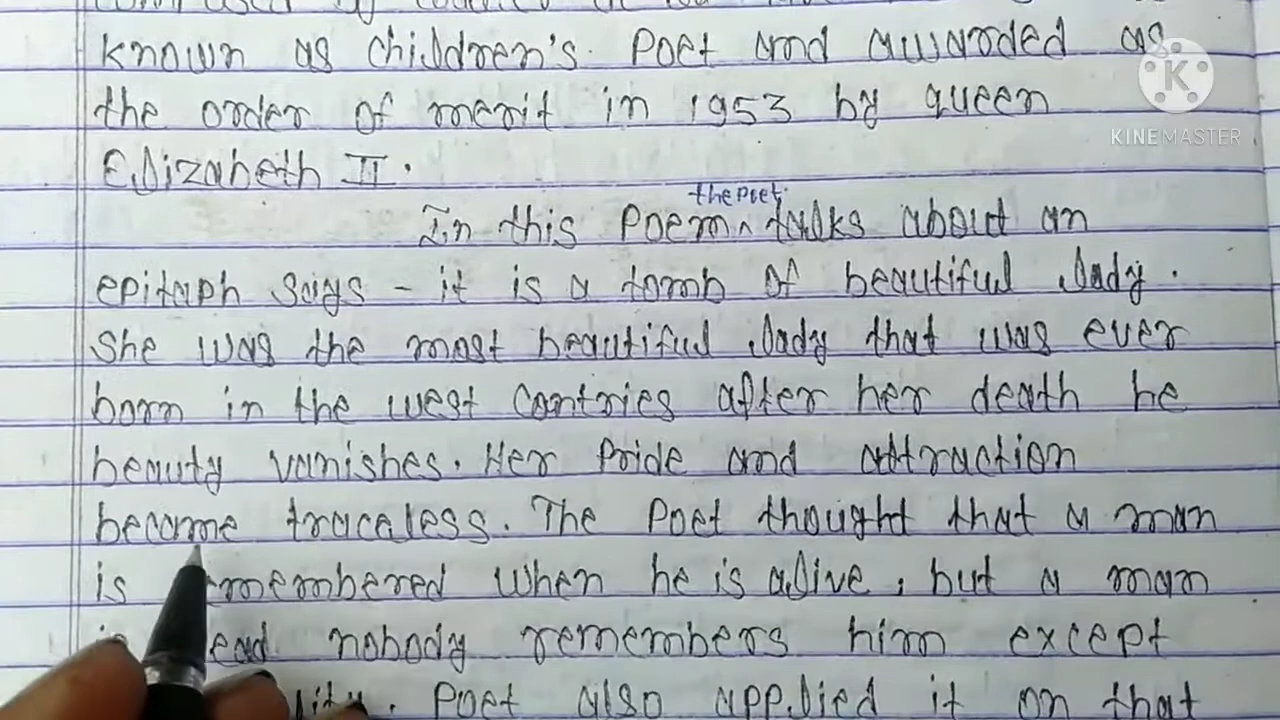 known as children's. Poet and awarded as
the order of merit in 1953 by queen
Elizabeth II.
KINEMASTER
the poet.
In this Poem ^ talks about an
epitaph says - it is a tomb of beautiful lady.
She was the most beautiful lady that was ever
born in the west contries after her death he
beauty vanishes. Her Pride and attraction
become traceless. The Poet thought that a man
is remembered when he is alive, but a man
nobody remembers him except
Poet also applied it on that